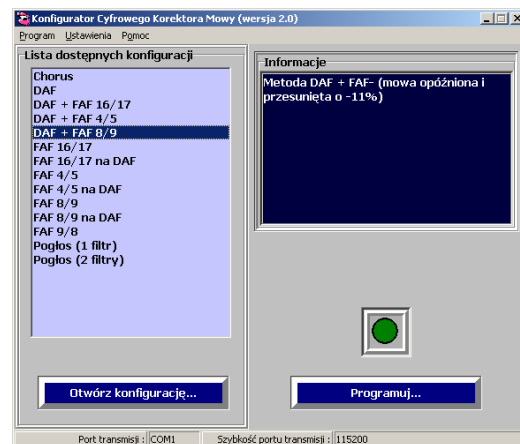 Konfigurator Cyfrowego Korektora Mowy (wersja 2.0)
Program Ustawienia Pomoc
Lista dostępnych konfiguracji
Chorus
DAF
DAF + FAF 16/17
DAF + FAF 4/5
DAF + FAF 8/9
FAF 16/17
FAF 16/17 na DAF
FAF 4/5
FAF 4/5 na DAF
FAF 8/9
FAF 8/9 na DAF
FAF 9/8
Pogłos (1 filtr)
Pogłos (2 filtry)
Otwórz konfigurację...
Informacje
Metoda DAF + FAF- (mowa opóźniona i
przesunięta o -11%)
Programuj...
Port transmisji : COM1 Szybkość portu transmisji : 115200